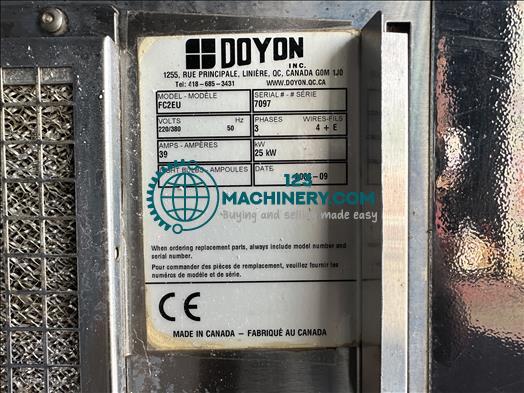 DOYON
INC.
1255, RUE PRINCIPALE, LINIÈRE, QC, CANADA G0M 1J0
Tel: 418-685-3431 WWW.DOYON.QC.CA
MODEL - MODÈLE SERIAL # - # SÉRIE
FC2EU 7097
VOLTS PHASES WIRES-FILS
220/380 50 Hz 3 4 + E
AMPS - AMPÈRES kW
39 25 kW
BULBS - AMPOULES DATE
-09
123
MACHINERY.COM
Buying and selling made easy
When ordering replacement parts, always include model number and
serial number.
Pour commander des pièces de remplacement, veuillez fournir les
numéros de modèle et de série.
CE
MADE IN CANADA - FABRIQUÉ AU CANADA